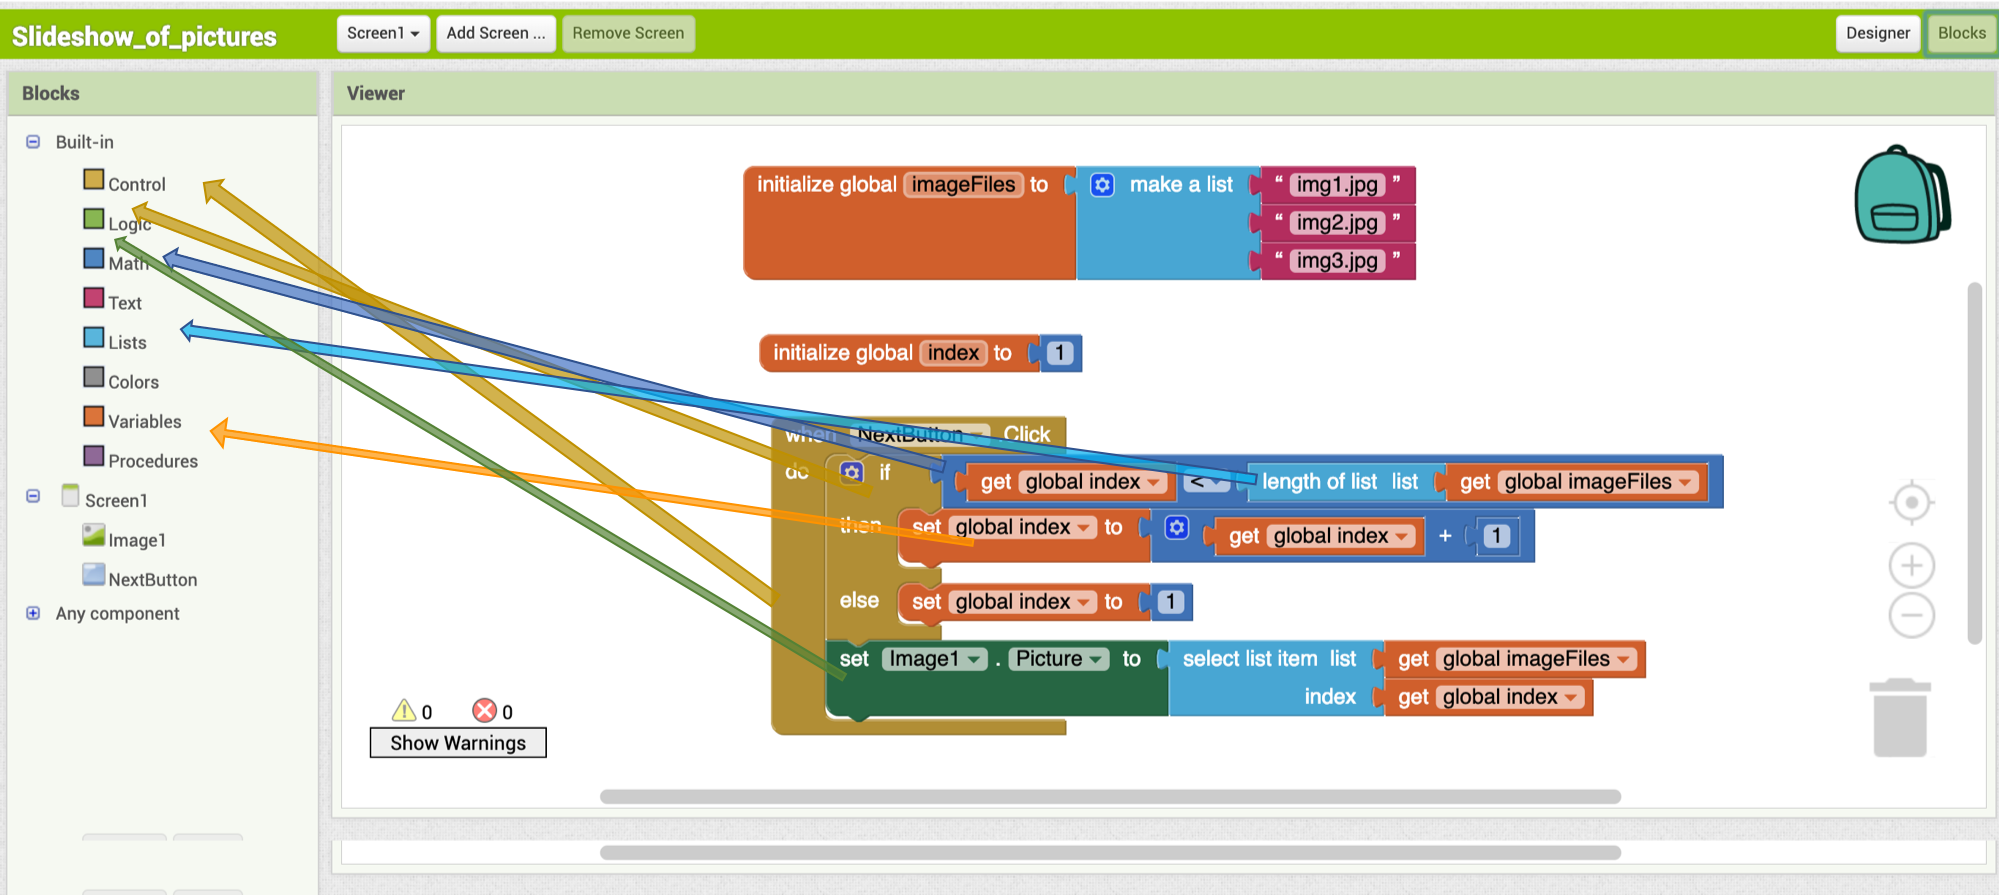 Slideshow_of_pictures Screen1 Add Screen ... Remove Screen Designer Blocks
Blocks
Viewer
Built-in
Control
Logic
Math
Text
Lists
Colors
Variables
Procedures
Screen1
Image1
NextButton
Any component
initialize global imageFiles to make a list “ img1.jpg ”
“ img2.jpg ”
“ img3.jpg ”
initialize global index to 1
when NextButton .Click
do if get global index < length of list list get global imageFiles
then set global index to get global index + 1
else set global index to 1
set Image1 . Picture to select list item list get global imageFiles
index get global index
0 0
Show Warnings